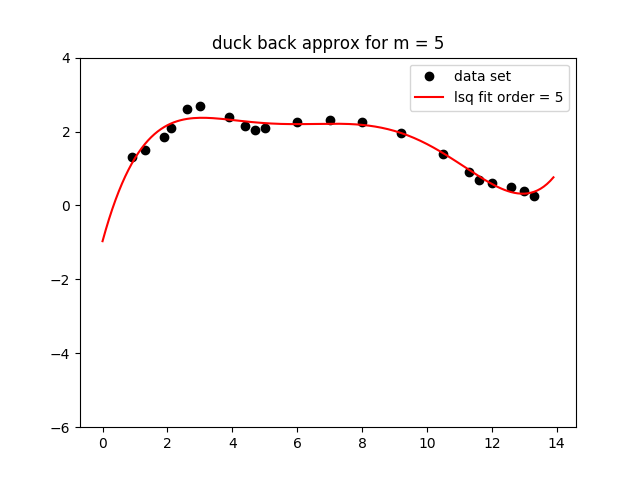 duck back approx for m = 5
data set
lsq fit order = 5
4
2
0
−2
−4
−6
0 2 4 6 8 10 12 14